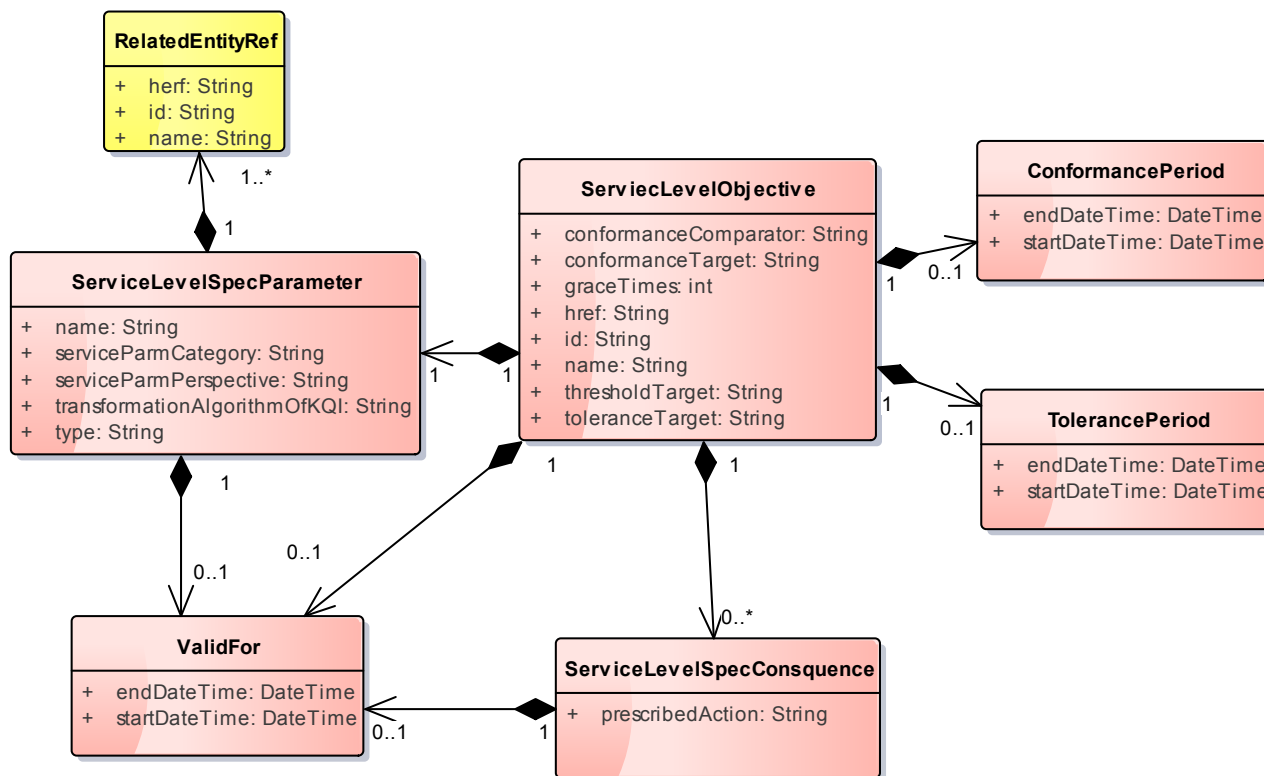 RelatedEntityRef
+ herf: String
+ id: String
+ name: String
1..*
1
ServiceLevelSpecParameter
+ name: String
+ serviceParmCategory: String
+ serviceParmPerspective: String
+ transformationAlgorithmOfKQI: String
+ type: String
1
1
ServiecLevelObjective
+ conformanceComparator: String
+ conformanceTarget: String
+ graceTimes: int
+ href: String
+ id: String
+ name: String
+ thresholdTarget: String
+ toleranceTarget: String
1
0..1
ConformancePeriod
+ endDateTime: DateTime
+ startDateTime: DateTime
1
0..1
TolerancePeriod
+ endDateTime: DateTime
+ startDateTime: DateTime
1
0..1
1
0..1
1
0..*
ValidFor
+ endDateTime: DateTime
+ startDateTime: DateTime
0..1
1
ServiceLevelSpecConsquence
+ prescribedAction: String